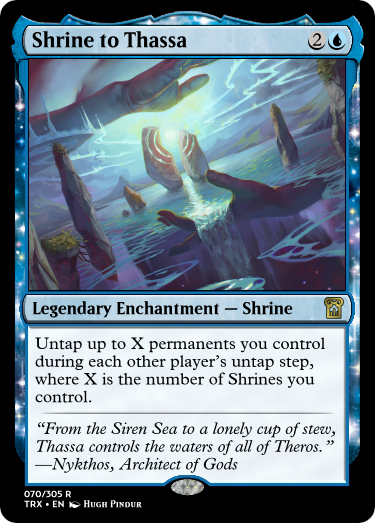 Shrine to Thassa 2
Legendary Enchantment — Shrine
Untap up to X permanents you control
during each other player's untap step,
where X is the number of Shrines you
control.
“From the Siren Sea to a lonely cup of stew,
Thassa controls the waters of all of Theros.”
—Nykthos, Architect of Gods
070/305 R
TRX • EN Hugh Pindur